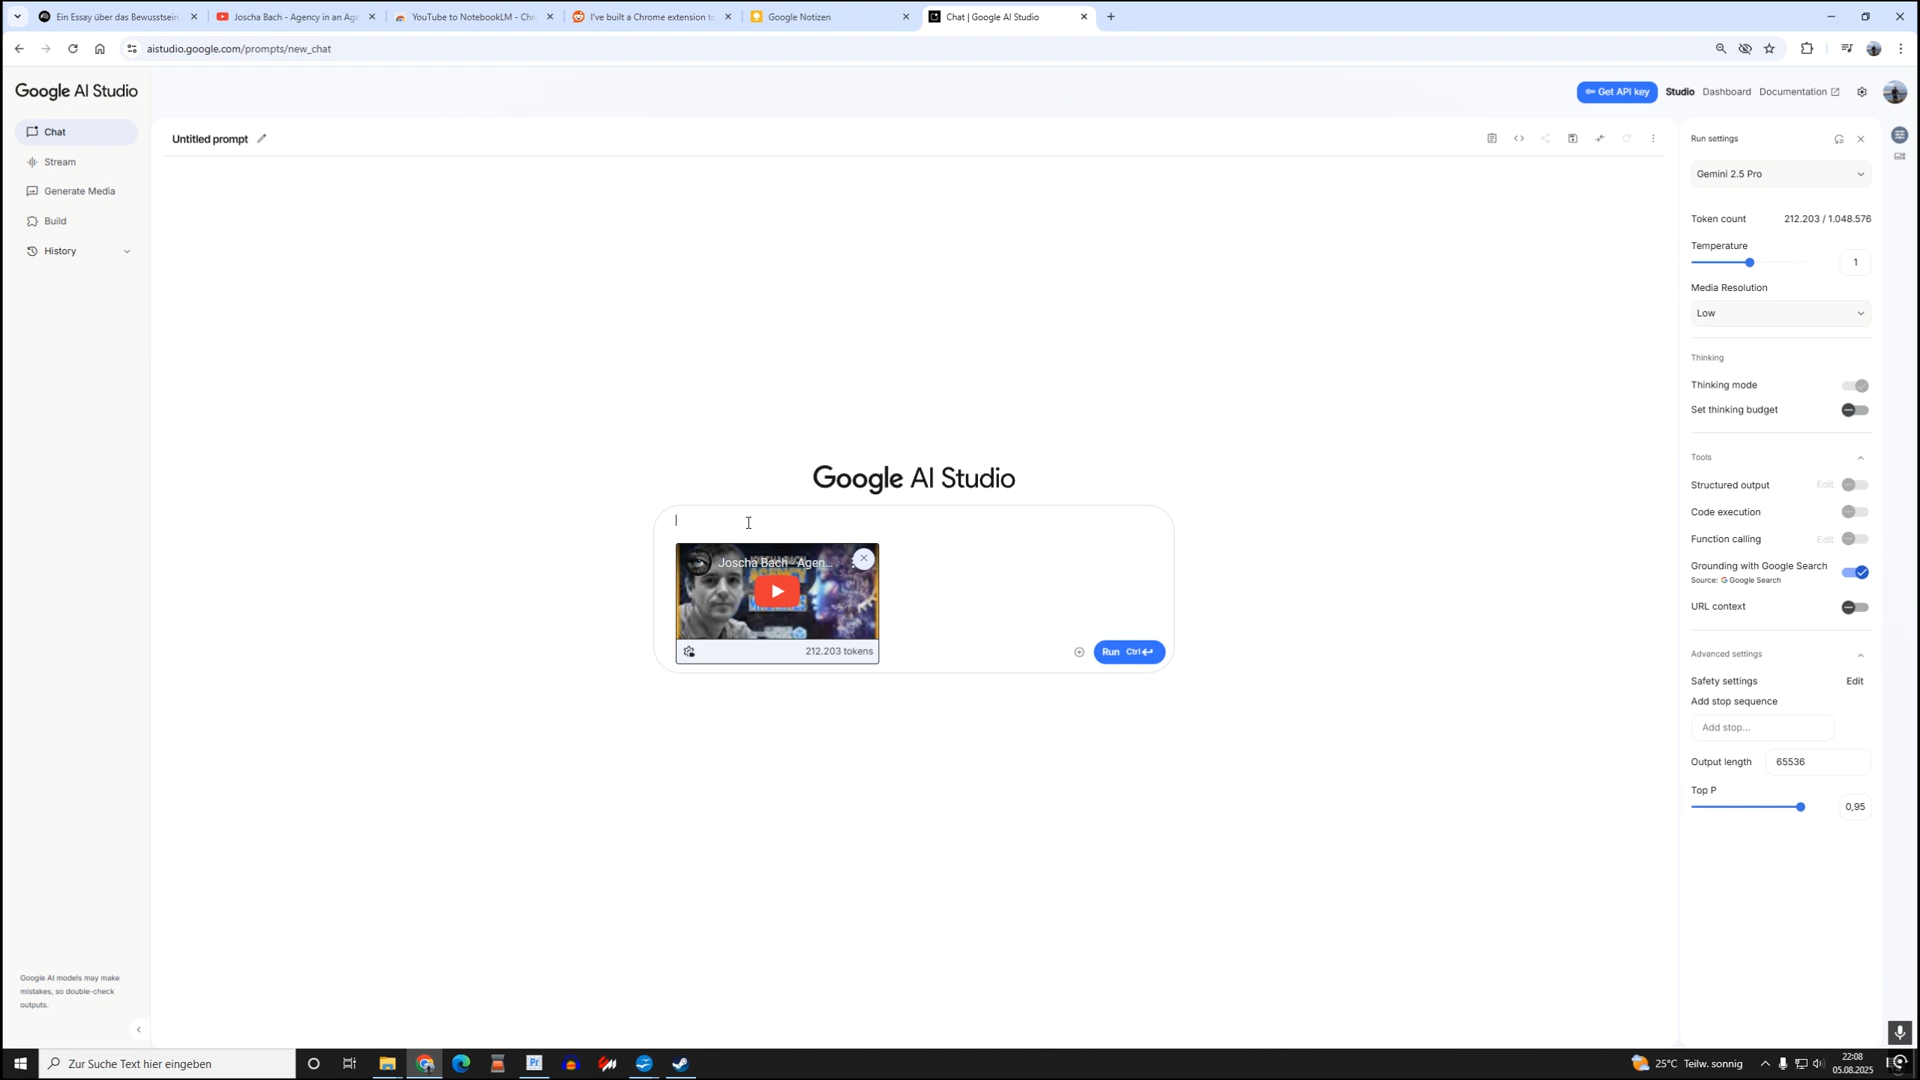 Ein Essay über das Bewusstsein
Joscha Bach - Agency in an Age
YouTube to NotebookLM - Chr
I've built a Chrome extension to
Google Notizen
Chat | Google AI Studio
aistudio.google.com/prompts/new_chat
Google AI Studio
Get API key
Studio
Dashboard
Documentation
Chat
Stream
Generate Media
Build
History
Untitled prompt
Google AI Studio
Joscha Bach - Agen...
212.203 tokens
Run Ctrl
Run settings
Gemini 2.5 Pro
Token count 212.203 / 1.048.576
Temperature
1
Media Resolution
Low
Thinking
Thinking mode
Set thinking budget
Tools
Structured output Edit
Code execution
Function calling Edit
Grounding with Google Search
Source: Google Search
URL context
Advanced settings
Safety settings Edit
Add stop sequence
Add stop...
Output length 65536
Top P
0,95
Google AI models may make
mistakes, so double-check
outputs.
Zur Suche Text hier eingeben
Pr
25°C Teilw. sonnig
22:08
05.08.2025